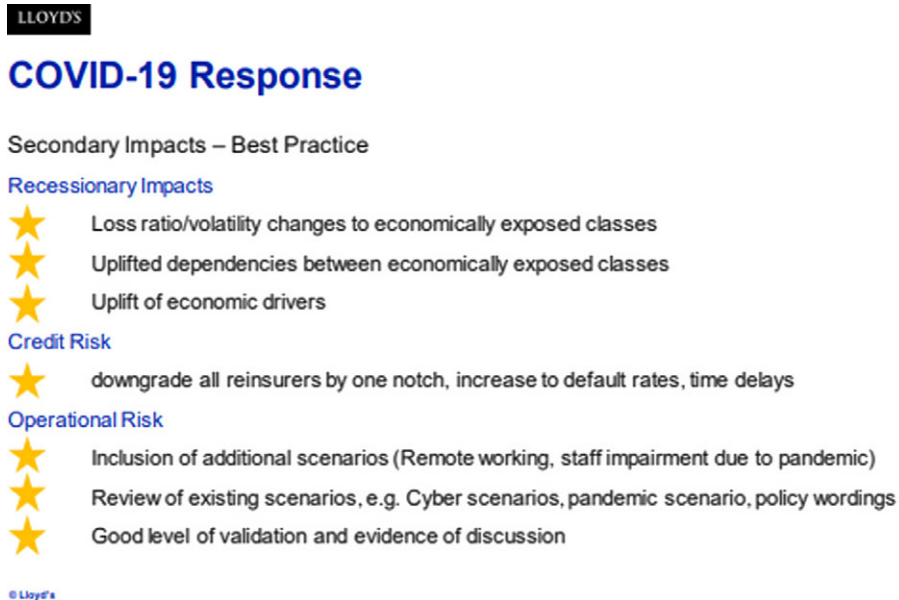 LLOYD'S
COVID-19 Response
Secondary Impacts – Best Practice
Recessionary Impacts
Loss ratio/volatility changes to economically exposed classes
Uplifted dependencies between economically exposed classes
Uplift of economic drivers
Credit Risk
downgrade all reinsurers by one notch, increase to default rates, time delays
Operational Risk
Inclusion of additional scenarios (Remote working, staff impairment due to pandemic)
Review of existing scenarios, e.g. Cyber scenarios, pandemic scenario, policy wordings
Good level of validation and evidence of discussion
© Lloyd's